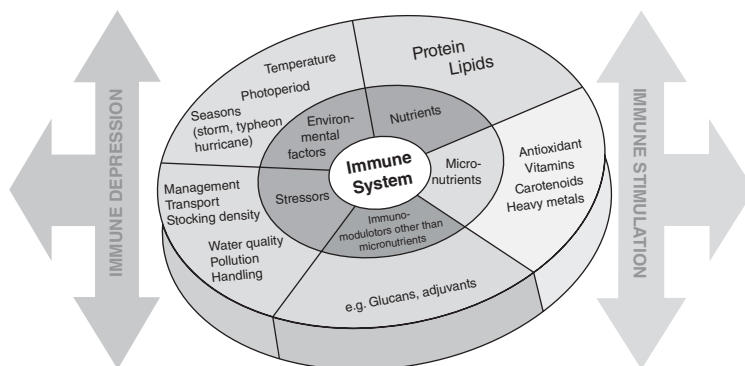 IMMUNE DEPRESSION
Temperature
Photoperiod
Seasons
(storm, typheon
hurricane)
Environ-
mental
factors
Protein
Lipids
Nutrients
Immune
System
Micro-
nutrients
Antioxidant
Vitamins
Carotenoids
Heavy metals
Stressors
Management
Transport
Stocking density
Water quality
Pollution
Handling
Immuno-
modulotors other than
micronutrients
e.g. Glucans, adjuvants
IMMUNE STIMULATION